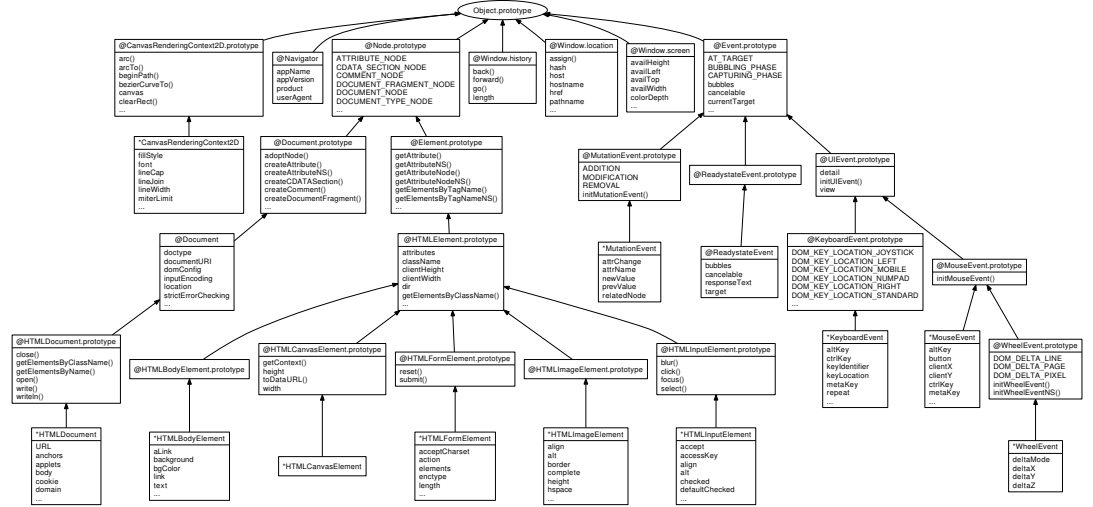 Object.prototype
@CanvasRenderingContext2D.prototype
arc()
arcTo()
beginPath()
bezierCurveTo()
canvas
clearRect()
...
@Navigator
appName
appVersion
product
userAgent
@Node.prototype
ATTRIBUTE_NODE
CDATA_SECTION_NODE
COMMENT_NODE
DOCUMENT_FRAGMENT_NODE
DOCUMENT_NODE
DOCUMENT_TYPE_NODE
...
@Window.history
back()
forward()
go()
length
@Window.location
assign()
hash
host
hostname
href
pathname
...
@Window.screen
availHeight
availLeft
availTop
availWidth
colorDepth
...
@Event.prototype
AT_TARGET
BUBBLING_PHASE
CAPTURING_PHASE
bubbles
cancelable
currentTarget
...
*CanvasRenderingContext2D
fillStyle
font
lineCap
lineJoin
lineWidth
miterLimit
...
@Document.prototype
adoptNode()
createAttribute()
createAttributeNS()
createCDATASection()
createComment()
createDocumentFragment()
...
@Element.prototype
getAttribute()
getAttributeNS()
getAttributeNode()
getAttributeNodeNS()
getElementsByTagName()
getElementsByTagNameNS()
...
@MutationEvent.prototype
ADDITION
MODIFICATION
REMOVAL
initMutationEvent()
@ReadystateEvent.prototype
@UIEvent.prototype
detail
initUIEvent()
view
@Document
doctype
documentURI
domConfig
inputEncoding
location
strictErrorChecking
...
@HTMLElement.prototype
attributes
className
clientHeight
clientWidth
dir
getElementsByClassName()
...
*MutationEvent
attrChange
attrName
newValue
prevValue
relatedNode
@ReadystateEvent
bubbles
cancelable
responseText
target
@KeyboardEvent.prototype
DOM_KEY_LOCATION_JOYSTICK
DOM_KEY_LOCATION_LEFT
DOM_KEY_LOCATION_MOBILE
DOM_KEY_LOCATION_NUMPAD
DOM_KEY_LOCATION_RIGHT
DOM_KEY_LOCATION_STANDARD
...
@MouseEvent.prototype
initMouseEvent()
@HTMLDocument.prototype
close()
getElementsByClassName()
getElementsByName()
open()
write()
writeln()
@HTMLBodyElement.prototype
@HTMLCanvasElement.prototype
getContext()
height
toDataURL()
width
@HTMLFormElement.prototype
reset()
submit()
@HTMLImageElement.prototype
@HTMLInputElement.prototype
blur()
click()
focus()
select()
*KeyboardEvent
altKey
ctrlKey
keyIdentifier
keyLocation
metaKey
repeat
...
*MouseEvent
altKey
button
clientX
clientY
ctrlKey
metaKey
...
@WheelEvent.prototype
DOM_DELTA_LINE
DOM_DELTA_PAGE
DOM_DELTA_PIXEL
initWheelEvent()
initWheelEventNS()
*HTMLDocument
URL
anchors
applets
body
cookie
domain
...
*HTMLBodyElement
aLink
background
bgColor
link
text
...
*HTMLCanvasElement
*HTMLFormElement
acceptCharset
action
elements
enctype
length
...
*HTMLImageElement
align
alt
border
complete
height
hspace
...
*HTMLInputElement
accept
accessKey
align
alt
checked
defaultChecked
...
*WheelEvent
deltaMode
deltaX
deltaY
deltaZ